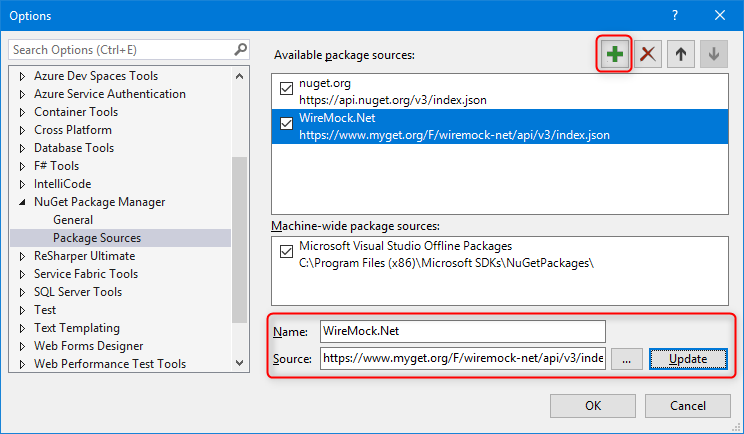 Options
Search Options (Ctrl+E)
Azure Dev Spaces Tools
Azure Service Authentication
Container Tools
Cross Platform
Database Tools
F# Tools
IntelliCode
NuGet Package Manager
General
Package Sources
ReSharper Ultimate
Service Fabric Tools
SQL Server Tools
Test
Text Templating
Web Forms Designer
Web Performance Test Tools
Available package sources:
nuget.org
https://api.nuget.org/v3/index.json
WireMock.Net
https://www.myget.org/F/wiremock-net/api/v3/index.json
Machine-wide package sources:
Microsoft Visual Studio Offline Packages
C:\Program Files (x86)\Microsoft SDKs\NuGetPackages\
Name: WireMock.Net
Source: https://www.myget.org/F/wiremock-net/api/v3/inde ... Update
OK Cancel